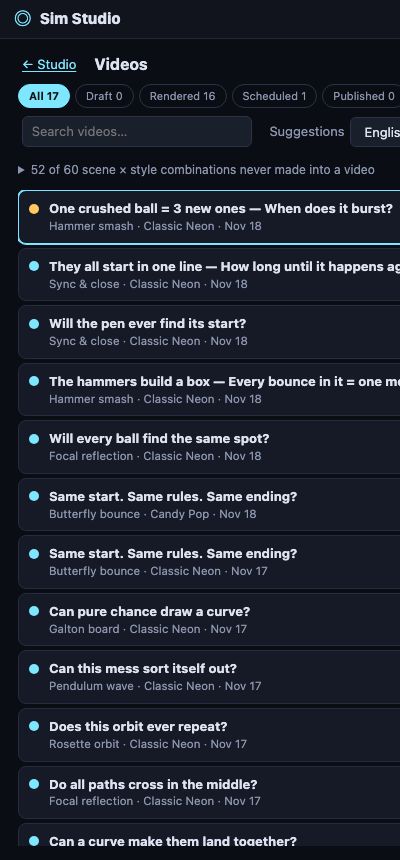 Sim Studio
← Studio Videos
All 17 Draft 0 Rendered 16 Scheduled 1 Published 0
Search videos... Suggestions Englis
▶ 52 of 60 scene × style combinations never made into a video
One crushed ball = 3 new ones — When does it burst?
Hammer smash · Classic Neon · Nov 18
They all start in one line — How long until it happens ag
Sync & close · Classic Neon · Nov 18
Will the pen ever find its start?
Sync & close · Classic Neon · Nov 18
The hammers build a box — Every bounce in it = one mo
Hammer smash · Classic Neon · Nov 18
Will every ball find the same spot?
Focal reflection · Classic Neon · Nov 18
Same start. Same rules. Same ending?
Butterfly bounce · Candy Pop · Nov 18
Same start. Same rules. Same ending?
Butterfly bounce · Classic Neon · Nov 17
Can pure chance draw a curve?
Galton board · Classic Neon · Nov 17
Can this mess sort itself out?
Pendulum wave · Classic Neon · Nov 17
Does this orbit ever repeat?
Rosette orbit · Classic Neon · Nov 17
Do all paths cross in the middle?
Focal reflection · Classic Neon · Nov 17
Can a curve make them land together?